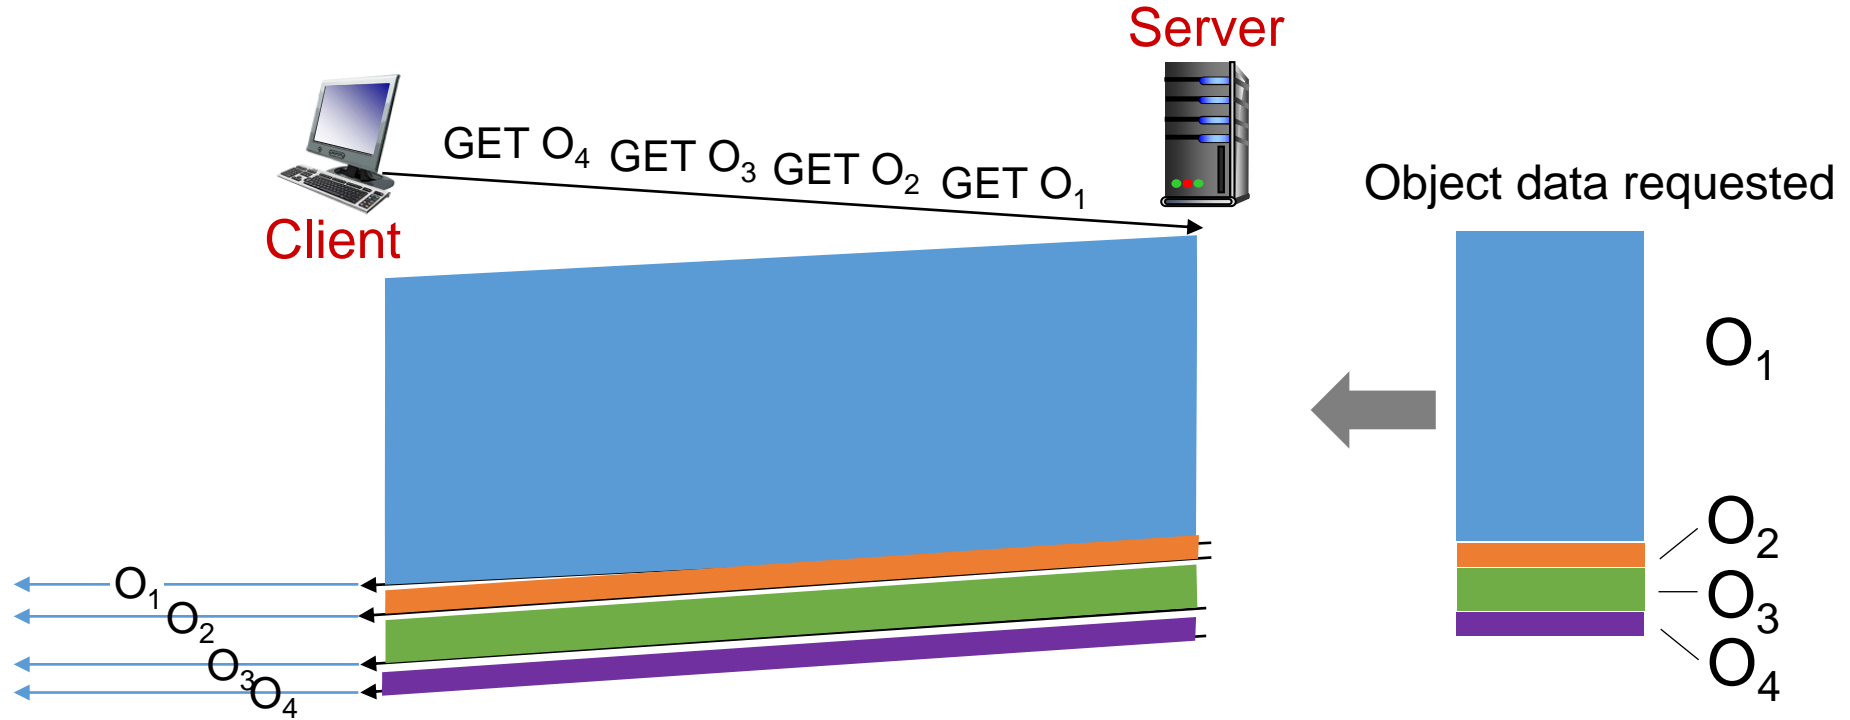 Server
GET O₄ GET O₃ GET O₂ GET O₁
Client
Object data requested
O₁
O₂
O₃
O₄
O₁
O₂
O₃
O₄